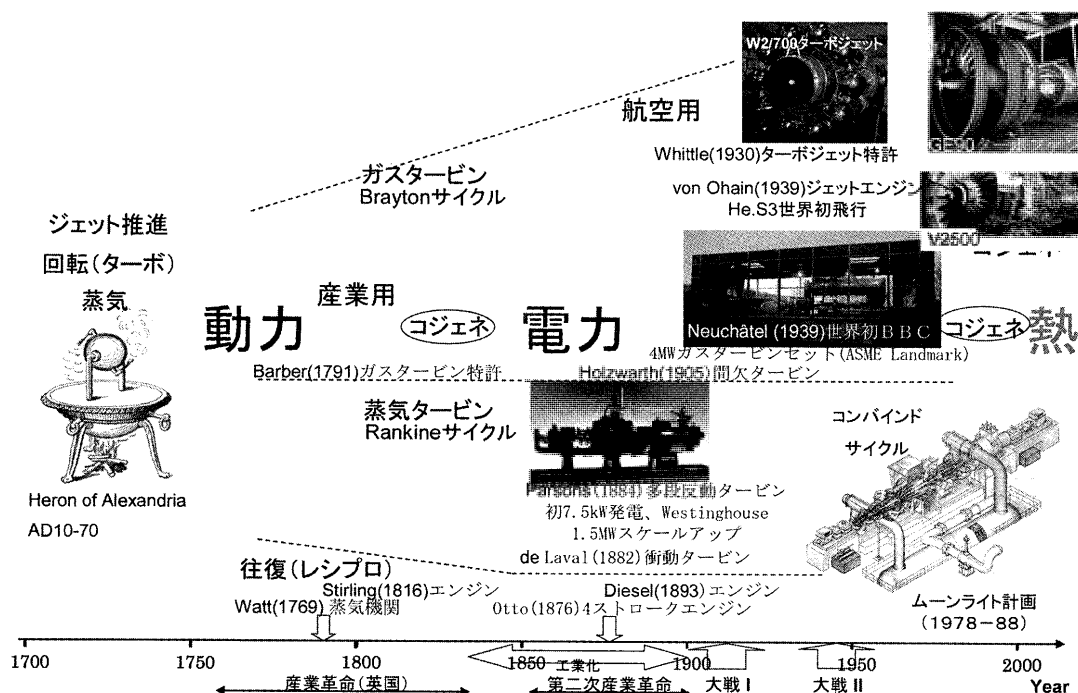 W2/700ターボジェット
航空用
Whittle(1930)ターボジェット特許
ガスタービン
Braytonサイクル
von Ohain(1939)ジェットエンジン
He.S3世界初飛行
V2500
ジェット推進
回転(ターボ)
蒸気
動力
産業用
コジェネ
電力
Neuchâtel (1939)世界初ＢＢＣ
コジェネ
熱
4MWガスタービンセット(ASME Landmark)
Barber(1791)ガスタービン特許
Holzwarth(1905)間欠タービン
蒸気タービン
Rankineサイクル
コンバインド
サイクル
Heron of Alexandria
AD10-70
Parsons(1884)多段反動タービン
初7.5kW発電、Westinghouse
1.5MWスケールアップ
de Laval(1882)衝動タービン
往復(レシプロ)
Stirling(1816)エンジン
Diesel(1893)エンジン
Watt(1769)蒸気機関
Otto(1876)4ストロークエンジン
ムーンライト計画
(1978－88)
1700
1750
1800
1850
1900
1950
2000
Year
工業化
産業革命(英国)
第二次産業革命
大戦 I
大戦 II